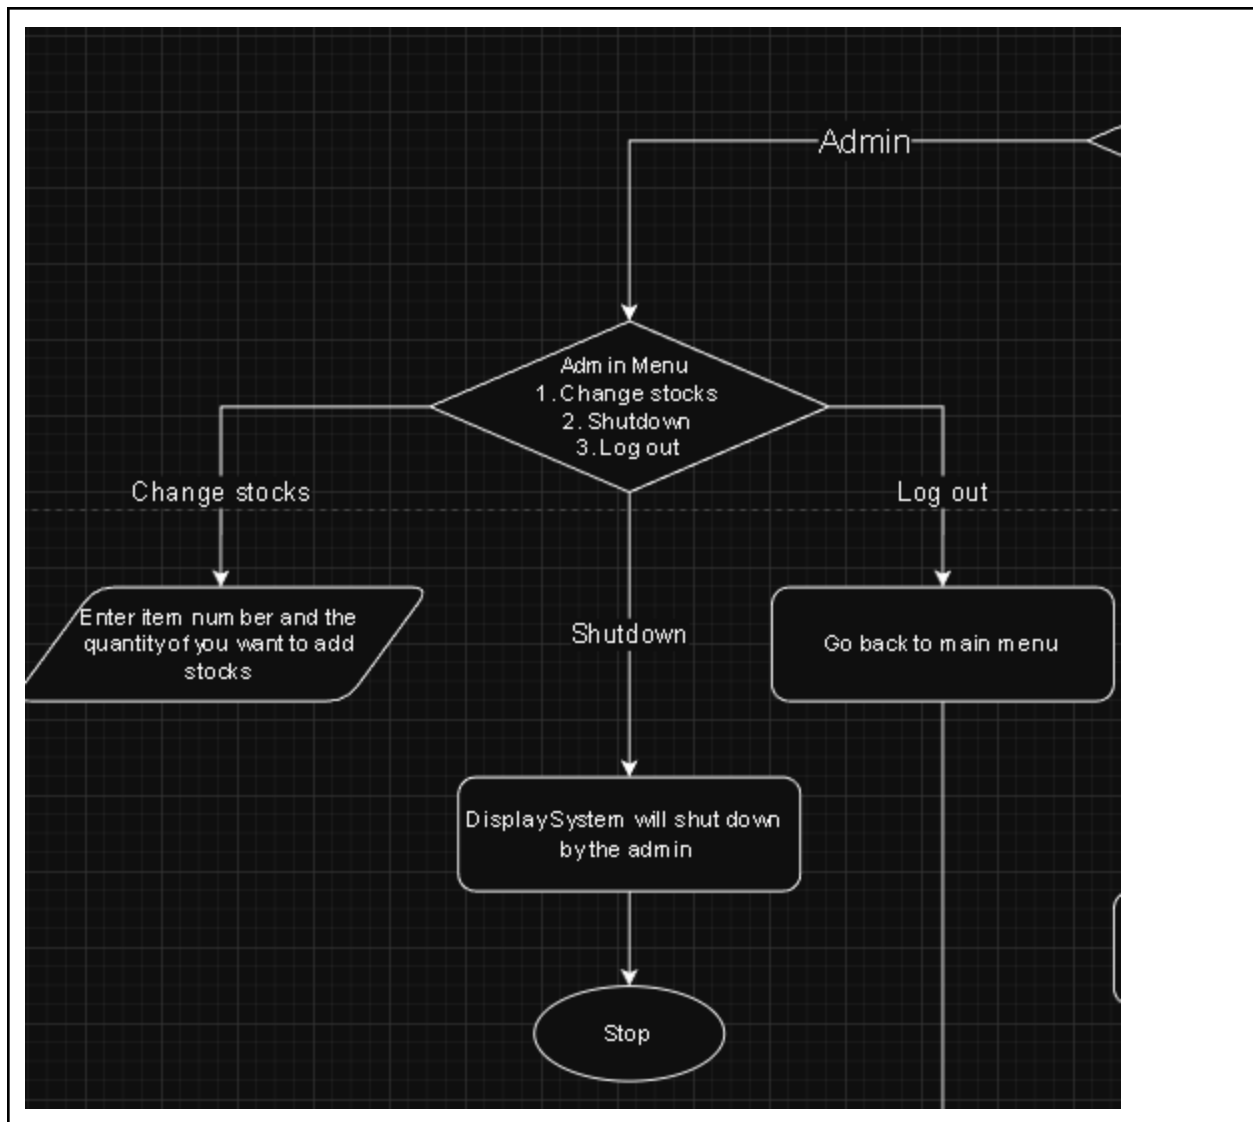 Admin
Admin Menu
1. Change stocks
2. Shutdown
3. Log out
Change stocks
Log out
Enter item number and the
quantity of you want to add
stocks
Shutdown
Go back to main menu
Display System will shut down
by the admin
Stop